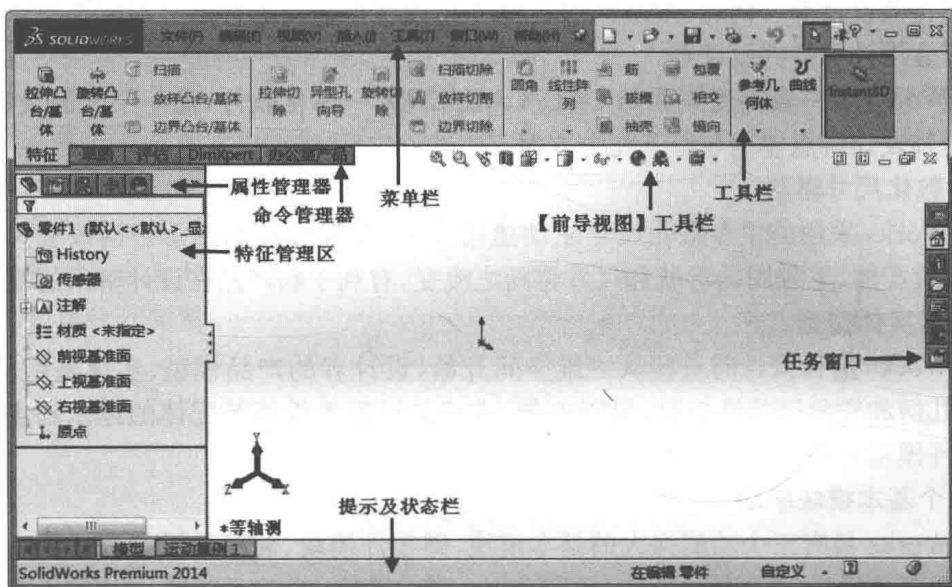 SOLIDWORKS 文件(F) 编辑(E) 视图(V) 插入(I) 工具(T) 窗口(W) 帮助(H)
拉伸凸台/基体 旋转凸台/基体 扫描 放样凸台/基体 边界凸台/基体 拉伸切除 异型孔向导 旋转切除 扫描切除 放样切割 边界切除 圆角 线性阵列 筋 拔模 抽壳 包覆 相交 镜向 参考几何体 曲线 Instant3D
特征 草图 评估 DimXpert 办公室产品
属性管理器
命令管理器
菜单栏
【前导视图】工具栏
工具栏
零件1 (默认<<默认>_显
History
特征管理区
传感器
注解
材质 <未指定>
前视基准面
上视基准面
右视基准面
原点
任务窗口
Y
Z X
*等轴测
提示及状态栏
模型 运动算例 1
SolidWorks Premium 2014 在编辑 零件 自定义